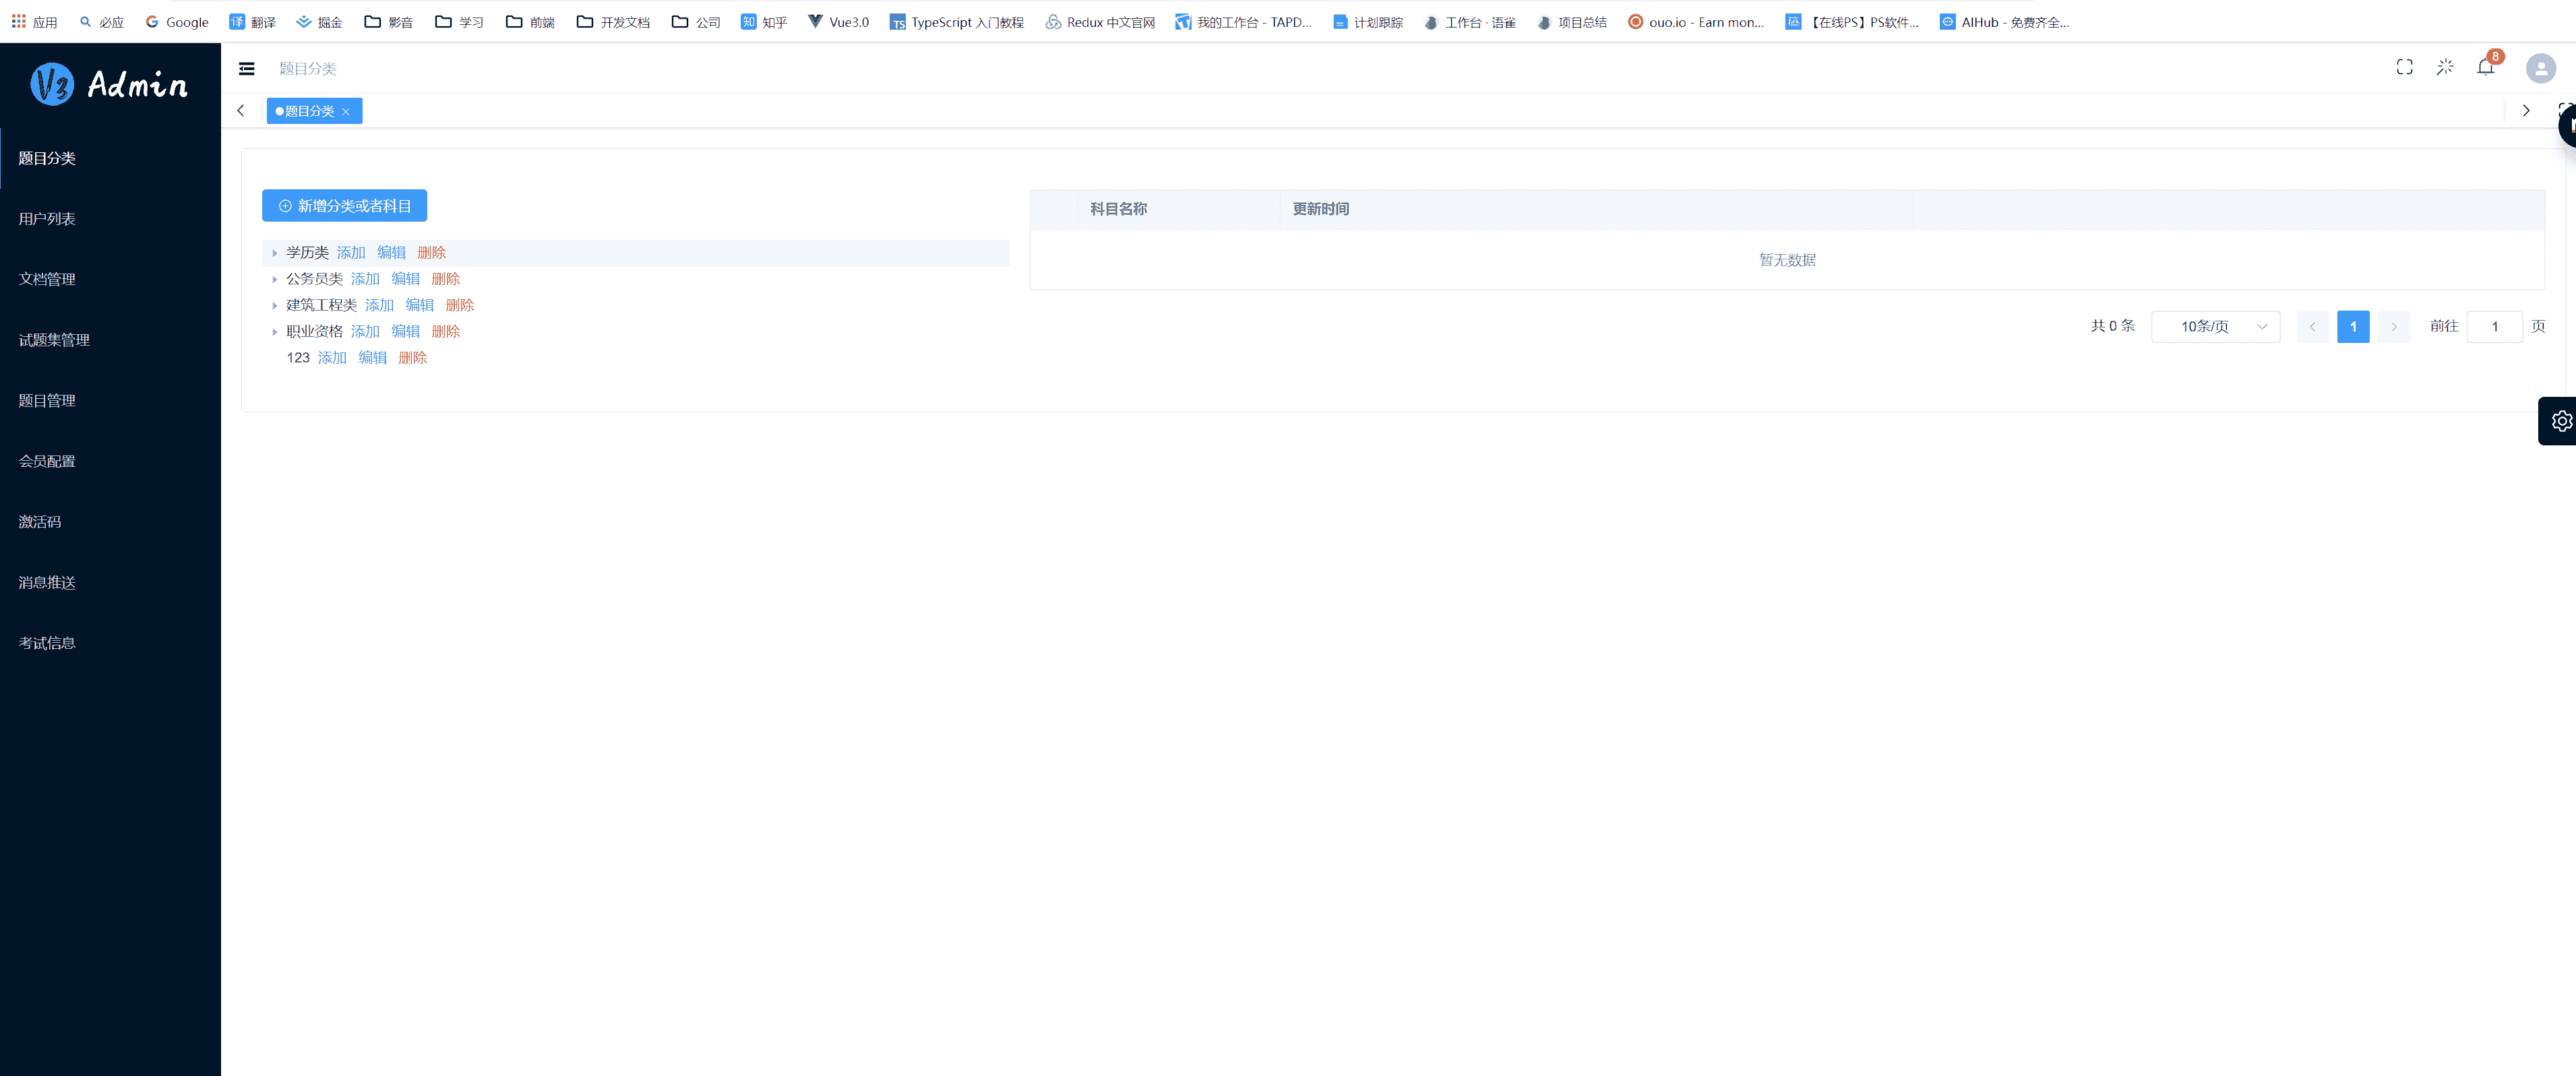 应用 必应 Google 翻译 掘金 影音 学习 前端 开发文档 公司 知乎 Vue3.0 TypeScript 入门教程 Redux 中文官网 我的工作台 - TAPD... 计划跟踪 工作台 · 语雀 项目总结 ouo.io - Earn mon... 【在线PS】PS软件... AIHub - 免费齐全...
V3 Admin
题目分类
8
题目分类
题目分类
用户列表
文档管理
试题集管理
题目管理
会员配置
激活码
消息推送
考试信息
新增分类或者科目
学历类 添加 编辑 删除
公务员类 添加 编辑 删除
建筑工程类 添加 编辑 删除
职业资格 添加 编辑 删除
123 添加 编辑 删除
科目名称 更新时间
暂无数据
共 0 条 10条/页 1 前往 1 页